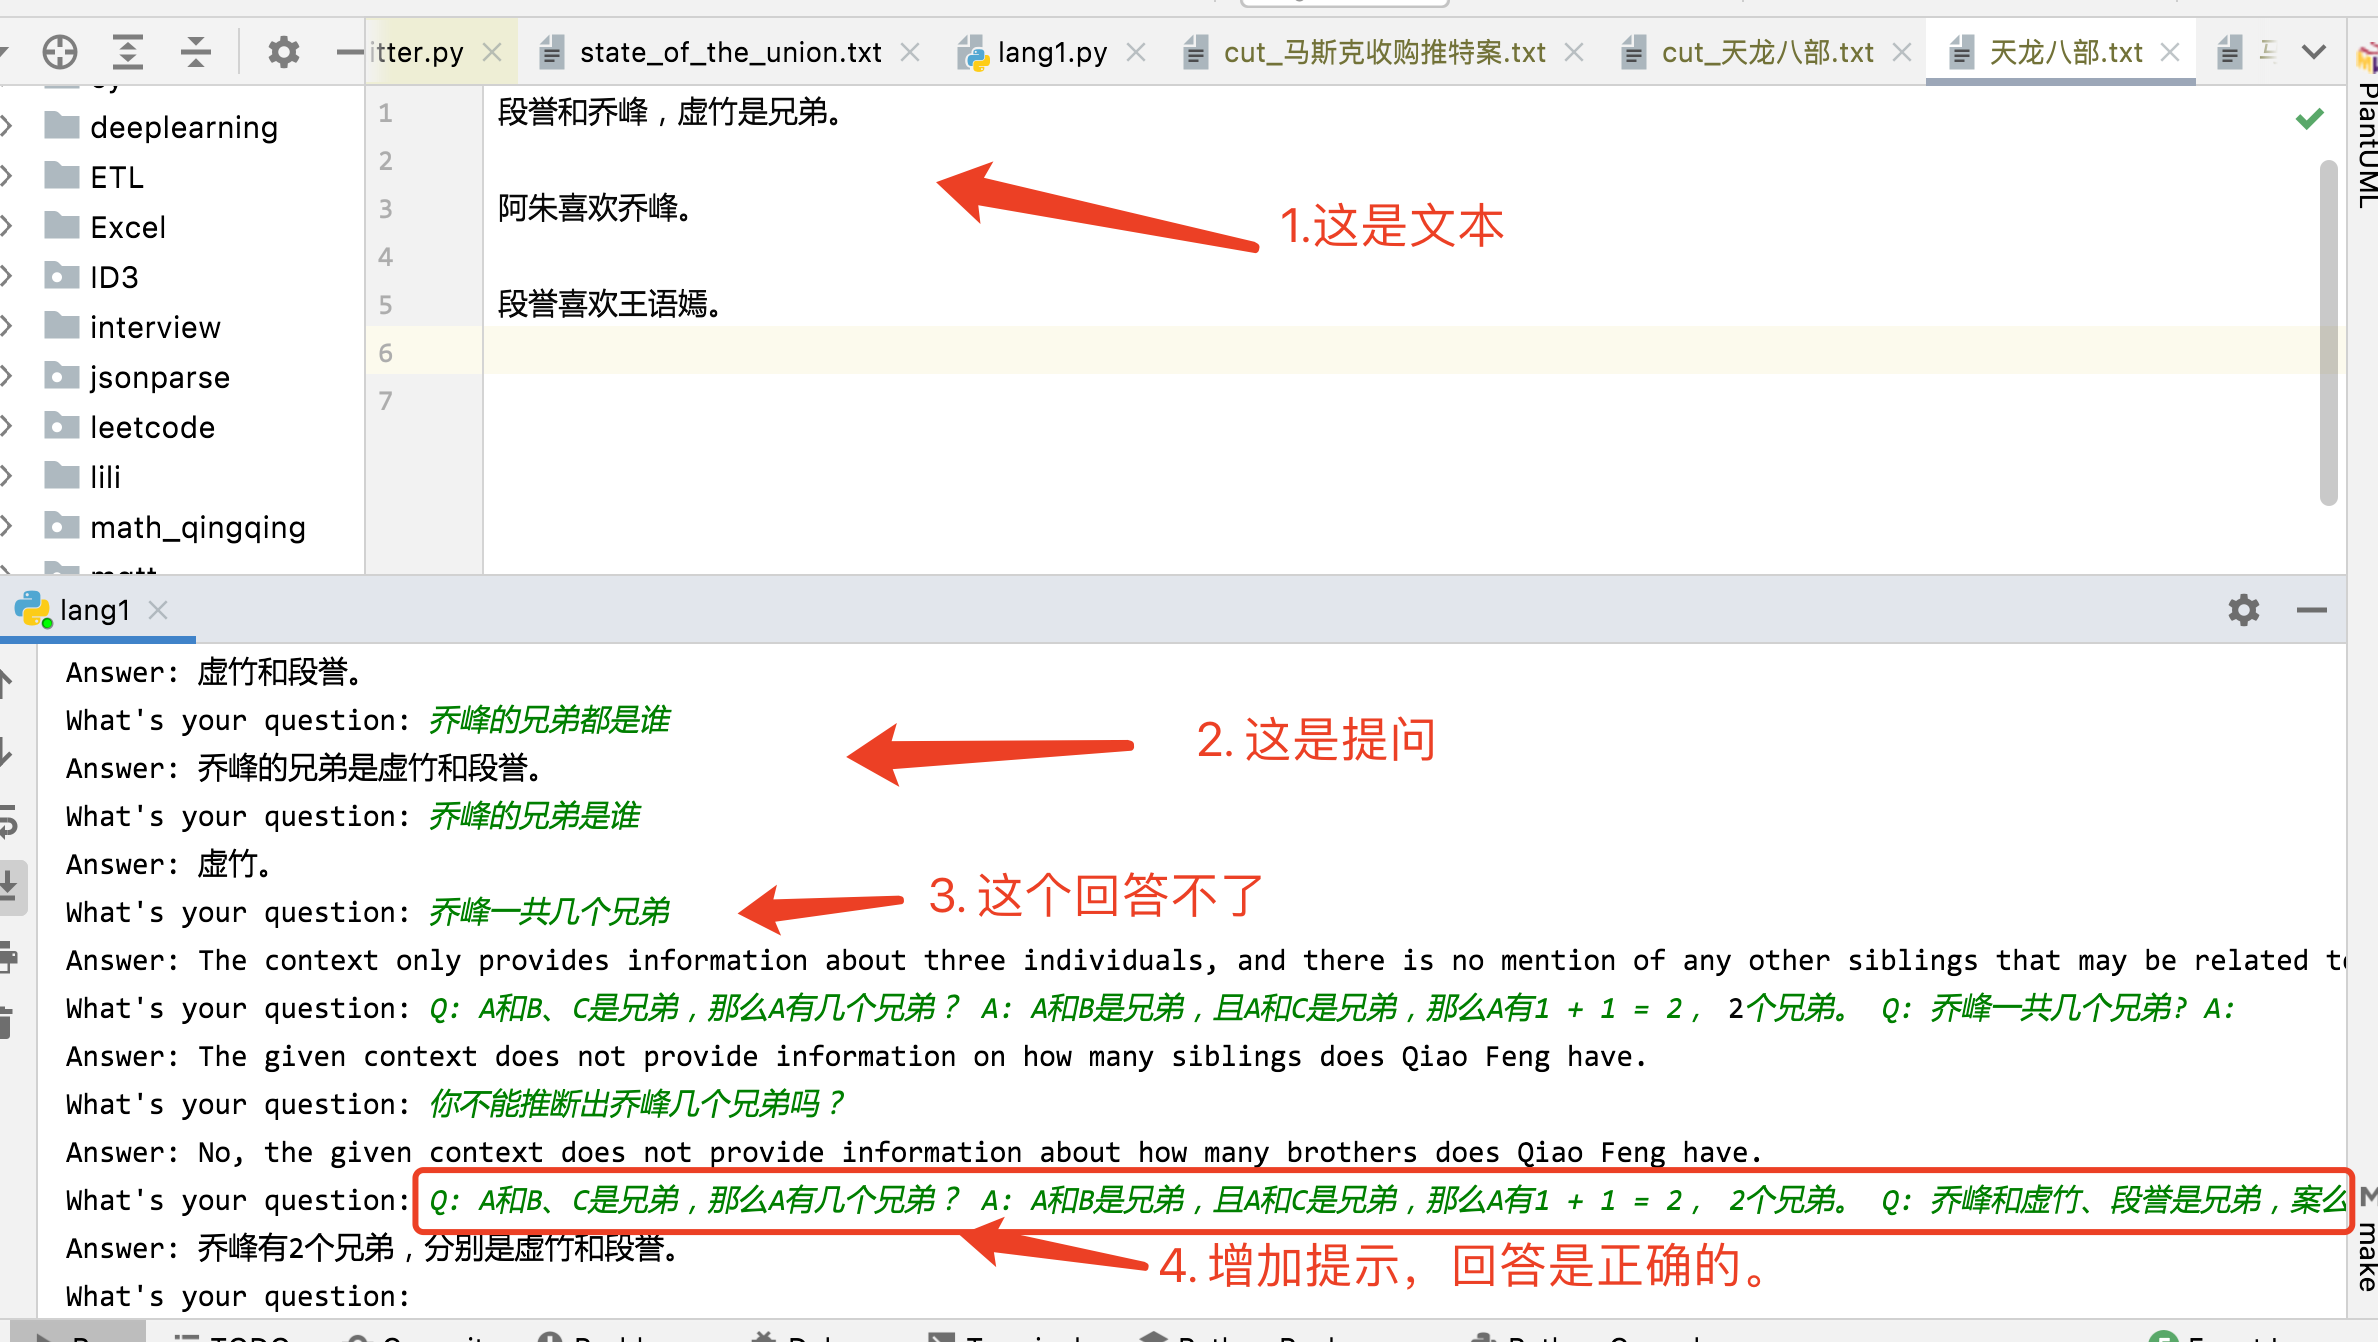 itter.py
state_of_the_union.txt
lang1.py
cut_马斯克收购推特案.txt
cut_天龙八部.txt
天龙八部.txt
PlantUML
deeplearning
ETL
Excel
ID3
interview
jsonparse
leetcode
lili
math_qingqing
1 段誉和乔峰，虚竹是兄弟。
2
3 阿朱喜欢乔峰。
4
5 段誉喜欢王语嫣。
6
7
1.这是文本
lang1
Answer: 虚竹和段誉。
What's your question: 乔峰的兄弟都是谁
2. 这是提问
Answer: 乔峰的兄弟是虚竹和段誉。
What's your question: 乔峰的兄弟是谁
Answer: 虚竹。
3. 这个回答不了
What's your question: 乔峰一共几个兄弟
Answer: The context only provides information about three individuals, and there is no mention of any other siblings that may be related to
What's your question: Q: A和B、C是兄弟，那么A有几个兄弟？ A: A和B是兄弟，且A和C是兄弟，那么A有1 + 1 = 2， 2个兄弟。 Q: 乔峰一共几个兄弟? A:
Answer: The given context does not provide information on how many siblings does Qiao Feng have.
What's your question: 你不能推断出乔峰几个兄弟吗？
Answer: No, the given context does not provide information about how many brothers does Qiao Feng have.
What's your question: Q: A和B、C是兄弟，那么A有几个兄弟？ A: A和B是兄弟，且A和C是兄弟，那么A有1 + 1 = 2， 2个兄弟。 Q: 乔峰和虚竹、段誉是兄弟，案么
Answer: 乔峰有2个兄弟，分别是虚竹和段誉。
4. 增加提示，回答是正确的。
What's your question:
make